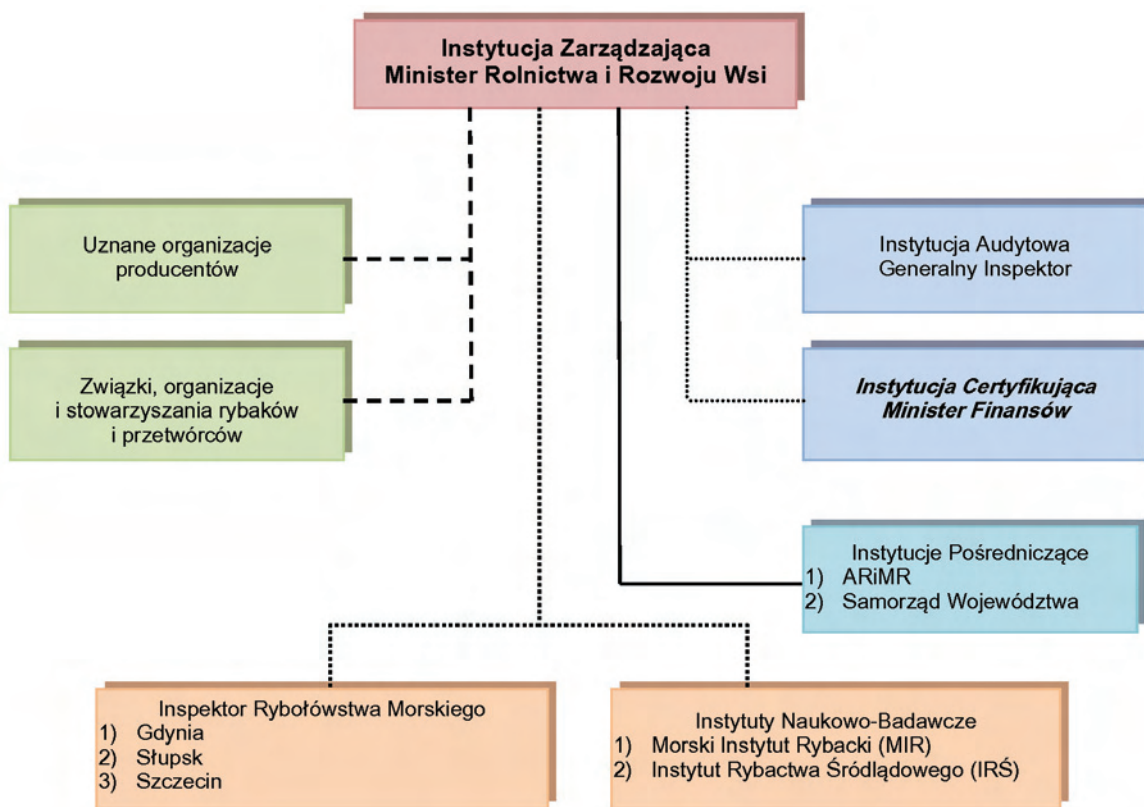 Instytucja Zarządzająca
Minister Rolnictwa i Rozwoju Wsi
Uznane organizacje
producentów
Instytucja Audytowa
Generalny Inspektor
Związki, organizacje
i stowarzyszania rybaków
i przetwórców
Instytucja Certyfikująca
Minister Finansów
Instytucje Pośredniczące
1) ARiMR
2) Samorząd Województwa
Inspektor Rybołówstwa Morskiego
1) Gdynia
2) Słupsk
3) Szczecin
Instytuty Naukowo-Badawcze
1) Morski Instytut Rybacki (MIR)
2) Instytut Rybactwa Śródlądowego (IRŚ)